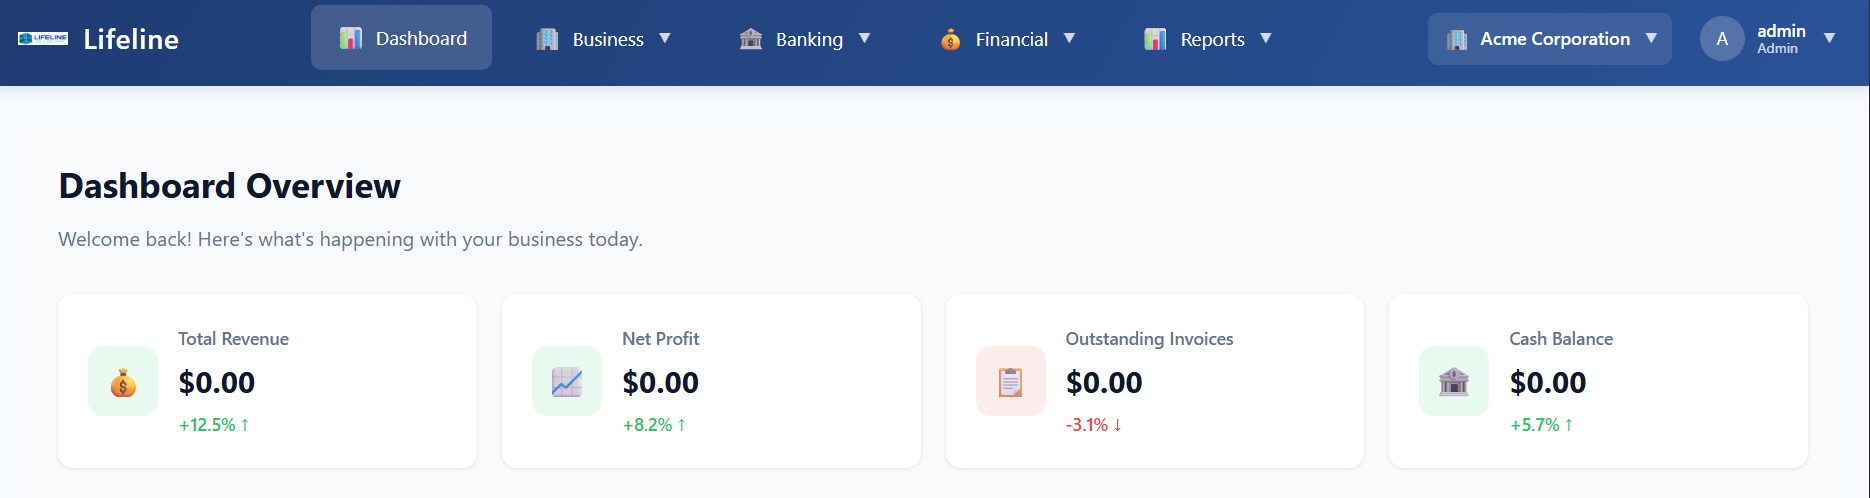 LIFELINE
Lifeline
Dashboard
Business ▼
Banking ▼
Financial ▼
Reports ▼
Acme Corporation ▼
A
admin ▼
Admin
Dashboard Overview
Welcome back! Here's what's happening with your business today.
Total Revenue
$0.00
+12.5% ↑
Net Profit
$0.00
+8.2% ↑
Outstanding Invoices
$0.00
-3.1% ↓
Cash Balance
$0.00
+5.7% ↑